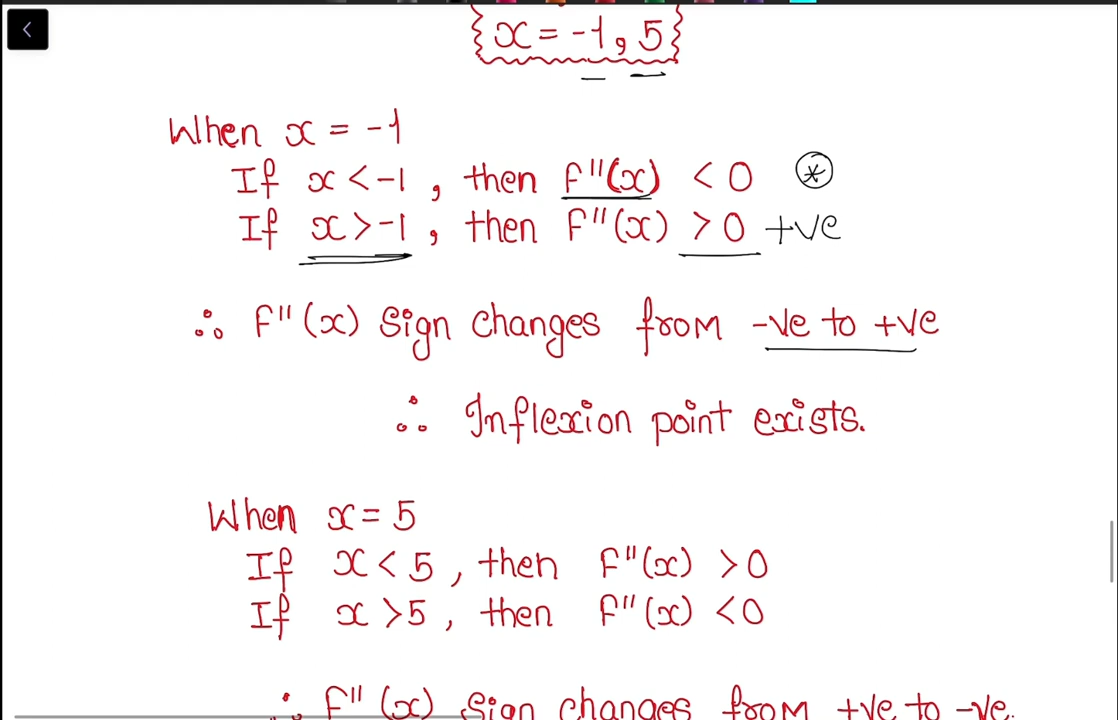 x = -1, 5
When x = -1
If x < -1, then f''(x) < 0 *
If x > -1, then f''(x) > 0 +ve
∴ f''(x) sign changes from -ve to +ve
∴ Inflexion point exists.
When x = 5
If x < 5, then f''(x) > 0
If x > 5, then f''(x) < 0
∴ f''(x) sign changes from +ve to -ve.